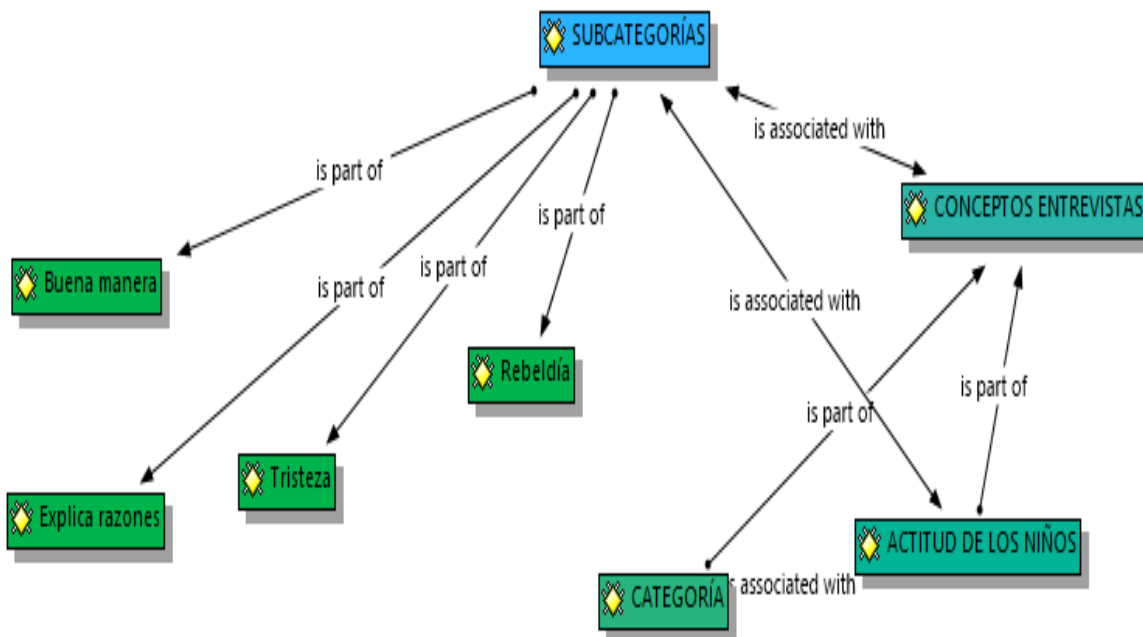 SUBCATEGORÍAS
is associated with
is part of
CONCEPTOS ENTREVISTAS
is part of
is part of
Buena manera
is part of
is associated with
Rebeldía
is part of
is part of
Tristeza
Explica razones
ACTITUD DE LOS NIÑOS
CATEGORÍA
s associated with